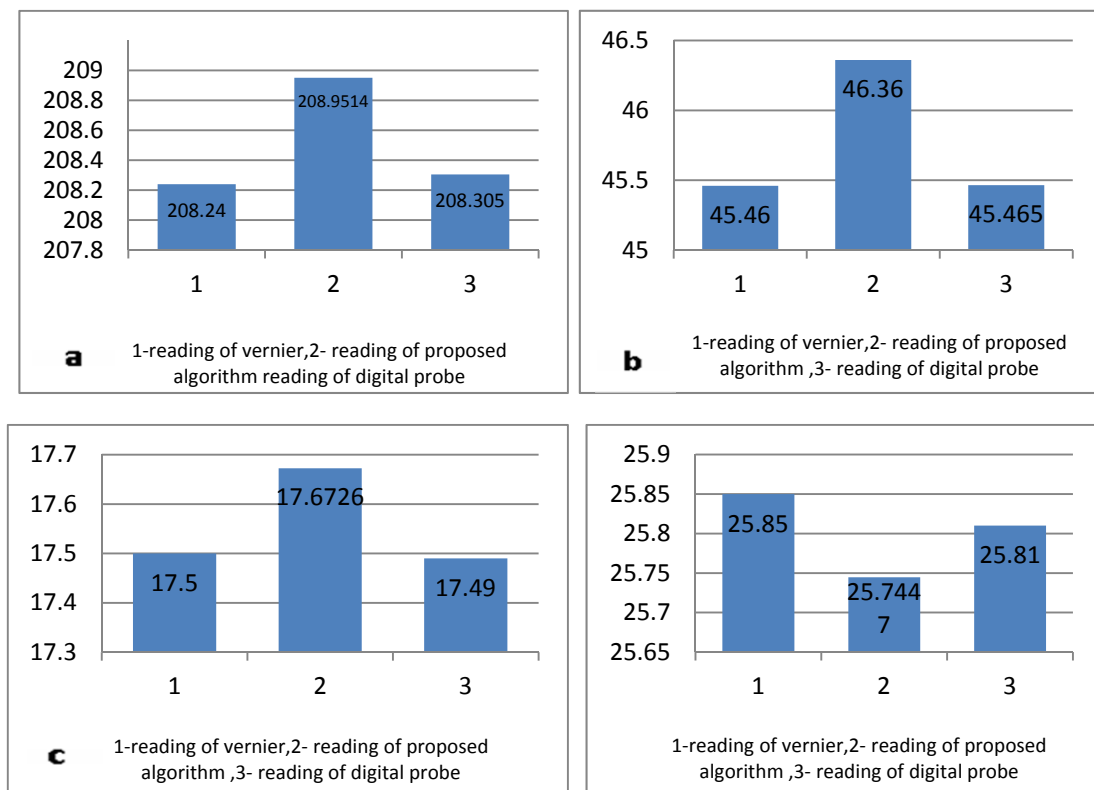 209
208.8
208.6
208.4
208.2
208
207.8
208.24
208.9514
208.305
1 2 3
a
1-reading of vernier,2- reading of proposed
algorithm reading of digital probe
46.5
46
45.5
45
45.46
46.36
45.465
1 2 3
b
1-reading of vernier,2- reading of proposed
algorithm ,3- reading of digital probe
17.7
17.6
17.5
17.4
17.3
17.5
17.6726
17.49
1 2 3
c
1-reading of vernier,2- reading of proposed
algorithm ,3- reading of digital probe
25.9
25.85
25.8
25.75
25.7
25.65
25.85
25.744
7
25.81
1 2 3
1-reading of vernier,2- reading of proposed
algorithm ,3- reading of digital probe